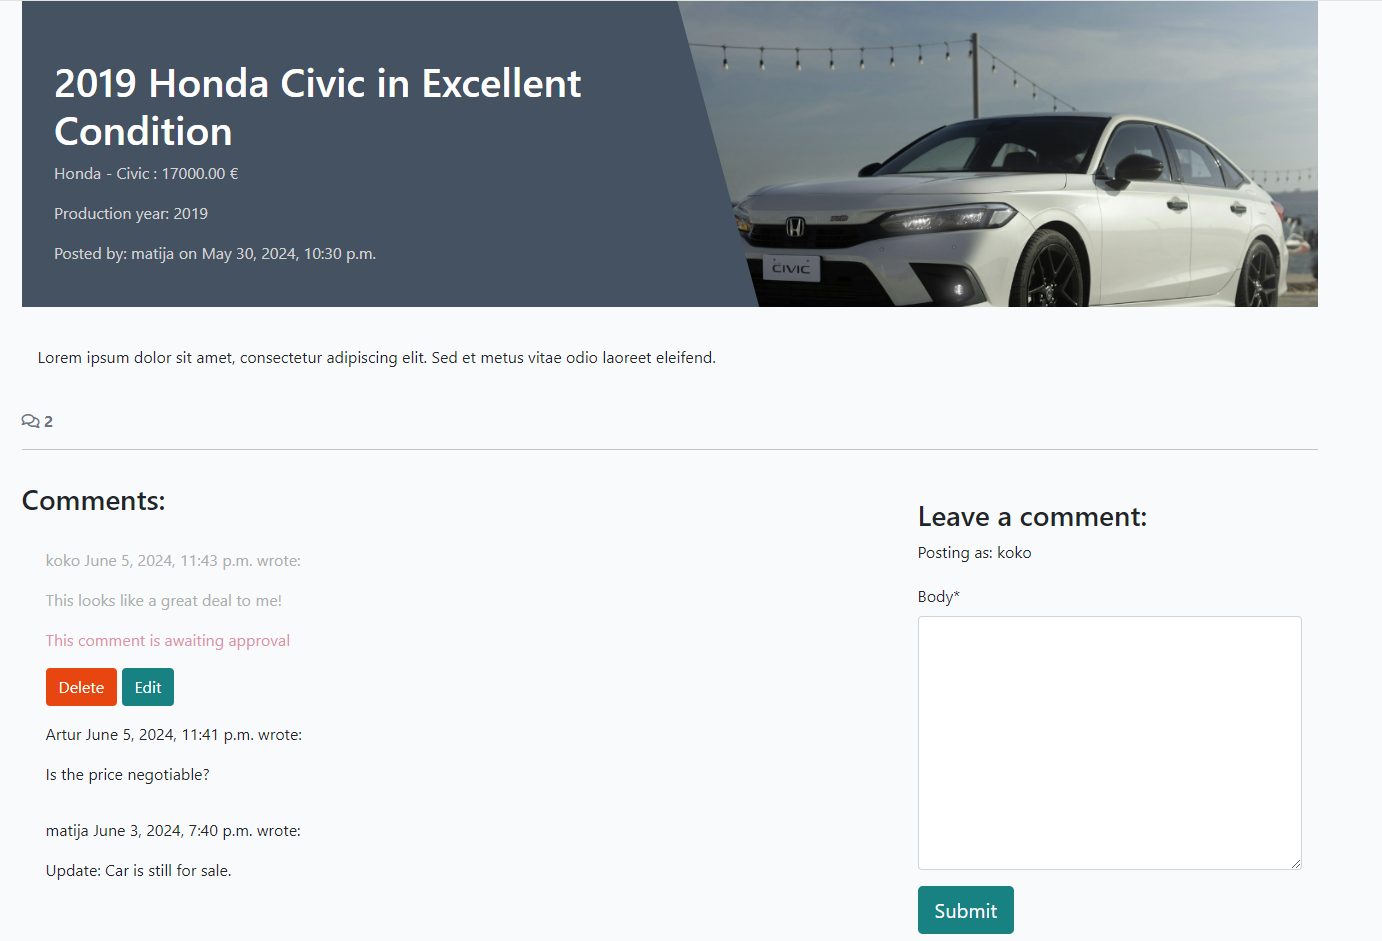 2019 Honda Civic in Excellent
Condition
Honda - Civic : 17000.00 €
Production year: 2019
Posted by: matija on May 30, 2024, 10:30 p.m.
CIVIC
Lorem ipsum dolor sit amet, consectetur adipiscing elit. Sed et metus vitae odio laoreet eleifend.
2
Comments:
koko June 5, 2024, 11:43 p.m. wrote:
This looks like a great deal to me!
This comment is awaiting approval
Delete Edit
Artur June 5, 2024, 11:41 p.m. wrote:
Is the price negotiable?
matija June 3, 2024, 7:40 p.m. wrote:
Update: Car is still for sale.
Leave a comment:
Posting as: koko
Body*
Submit